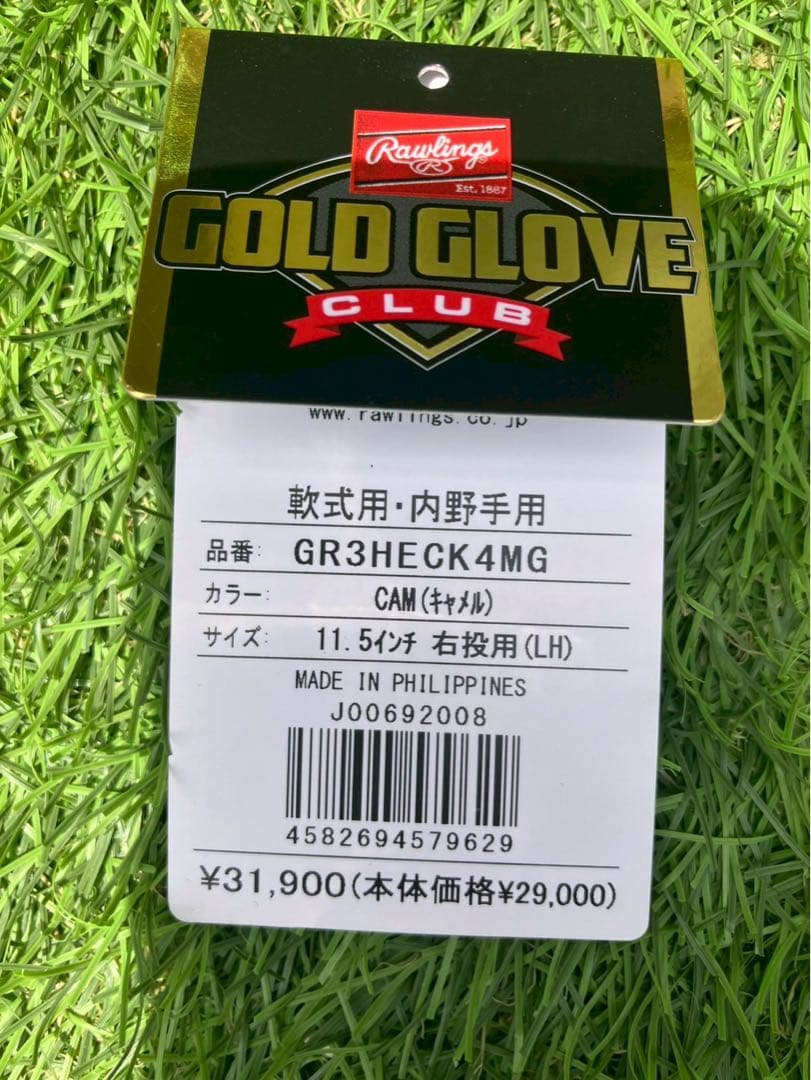 Rawlings
R
Est. 1887
GOLD GLOVE
CLUB
www.rawlings.co.jp
軟式用・内野手用
品番: GR3HECK4MG
カラー: CAM(ｷｬﾒﾙ)
サイズ: 11.5ｲﾝﾁ 右投用(LH)
MADE IN PHILIPPINES
J00692008
4582694579629
¥31,900(本体価格¥29,000)